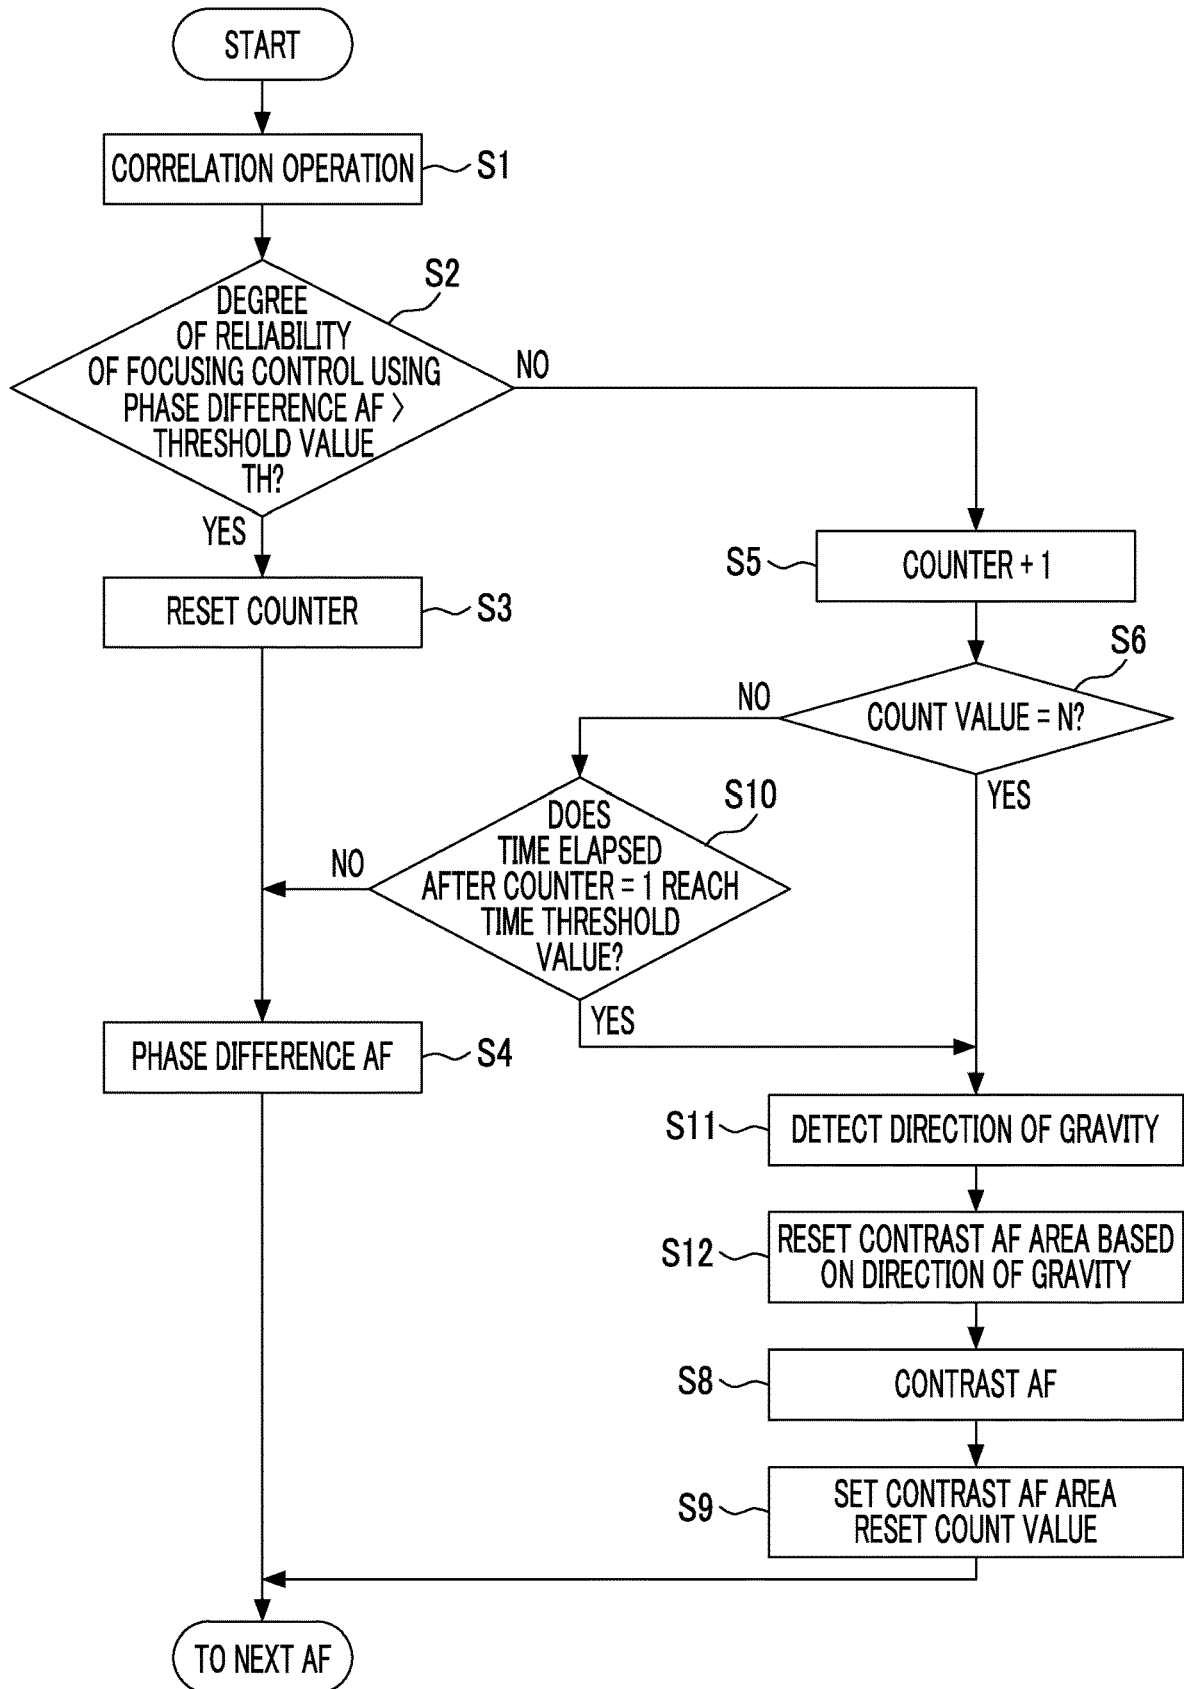 START
CORRELATION OPERATION
S1
S2
DEGREE
OF RELIABILITY
OF FOCUSING CONTROL USING
PHASE DIFFERENCE AF >
THRESHOLD VALUE
TH?
NO
YES
RESET COUNTER
S3
S5
COUNTER + 1
S6
COUNT VALUE = N?
NO
YES
S10
DOES
TIME ELAPSED
AFTER COUNTER = 1 REACH
TIME THRESHOLD
VALUE?
NO
YES
PHASE DIFFERENCE AF
S4
S11
DETECT DIRECTION OF GRAVITY
S12
RESET CONTRAST AF AREA BASED
ON DIRECTION OF GRAVITY
S8
CONTRAST AF
S9
SET CONTRAST AF AREA
RESET COUNT VALUE
TO NEXT AF